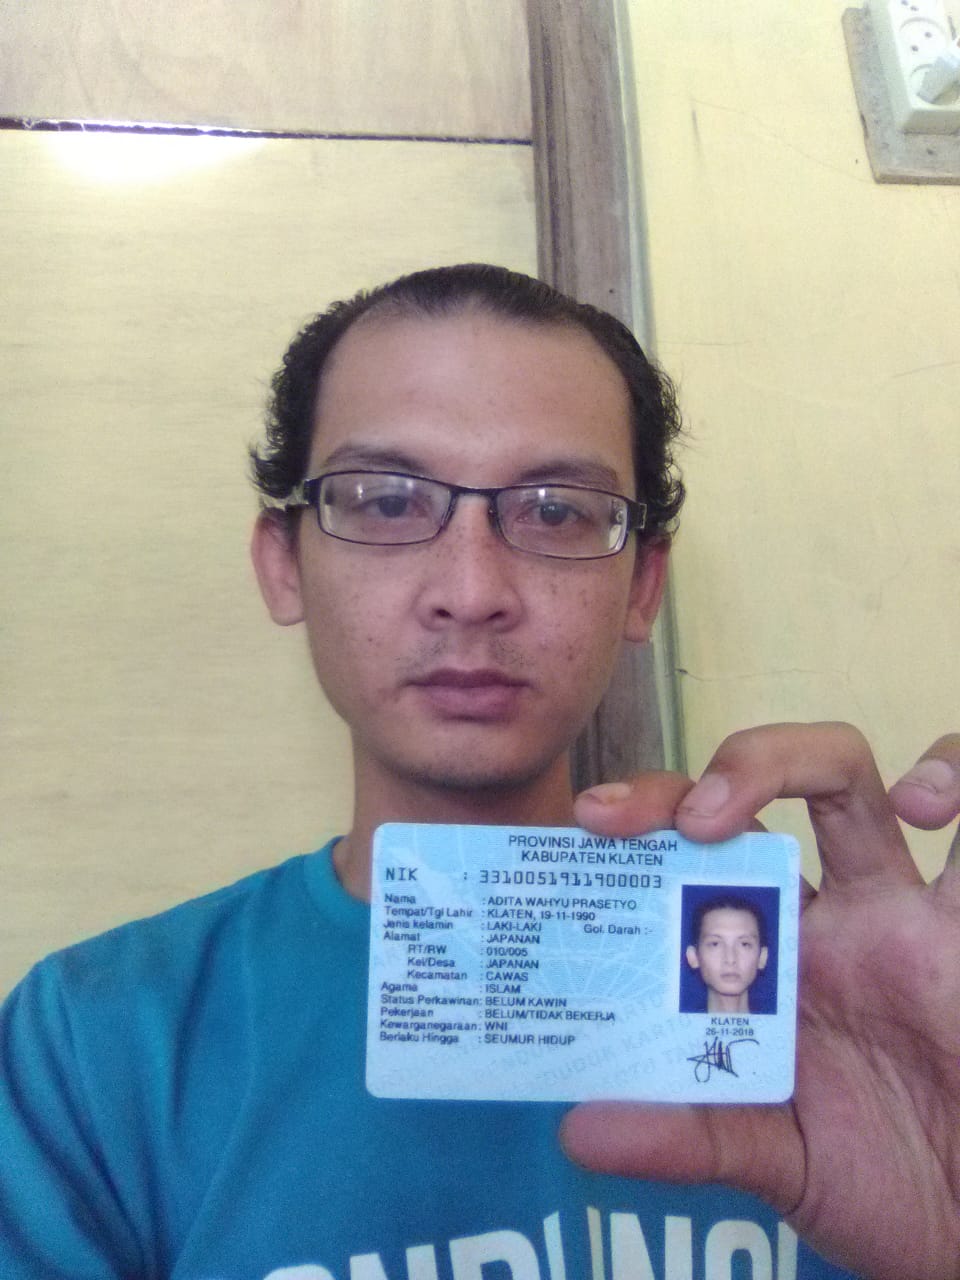 PROVINSI JAWA TENGAH
KABUPATEN KLATEN
NIK : 3310051911900003
Nama : ADITA WAHYU PRASETYO
Tempat/Tgl Lahir : KLATEN, 19-11-1990
Jenis kelamin : LAKI-LAKI Gol. Darah :-
Alamat : JAPANAN
RT/RW : 010/005
Kel/Desa : JAPANAN
Kecamatan : CAWAS
Agama : ISLAM
Status Perkawinan: BELUM KAWIN
Pekerjaan : BELUM/TIDAK BEKERJA
Kewarganegaraan: WNI
Berlaku Hingga : SEUMUR HIDUP
KLATEN
26-11-2018